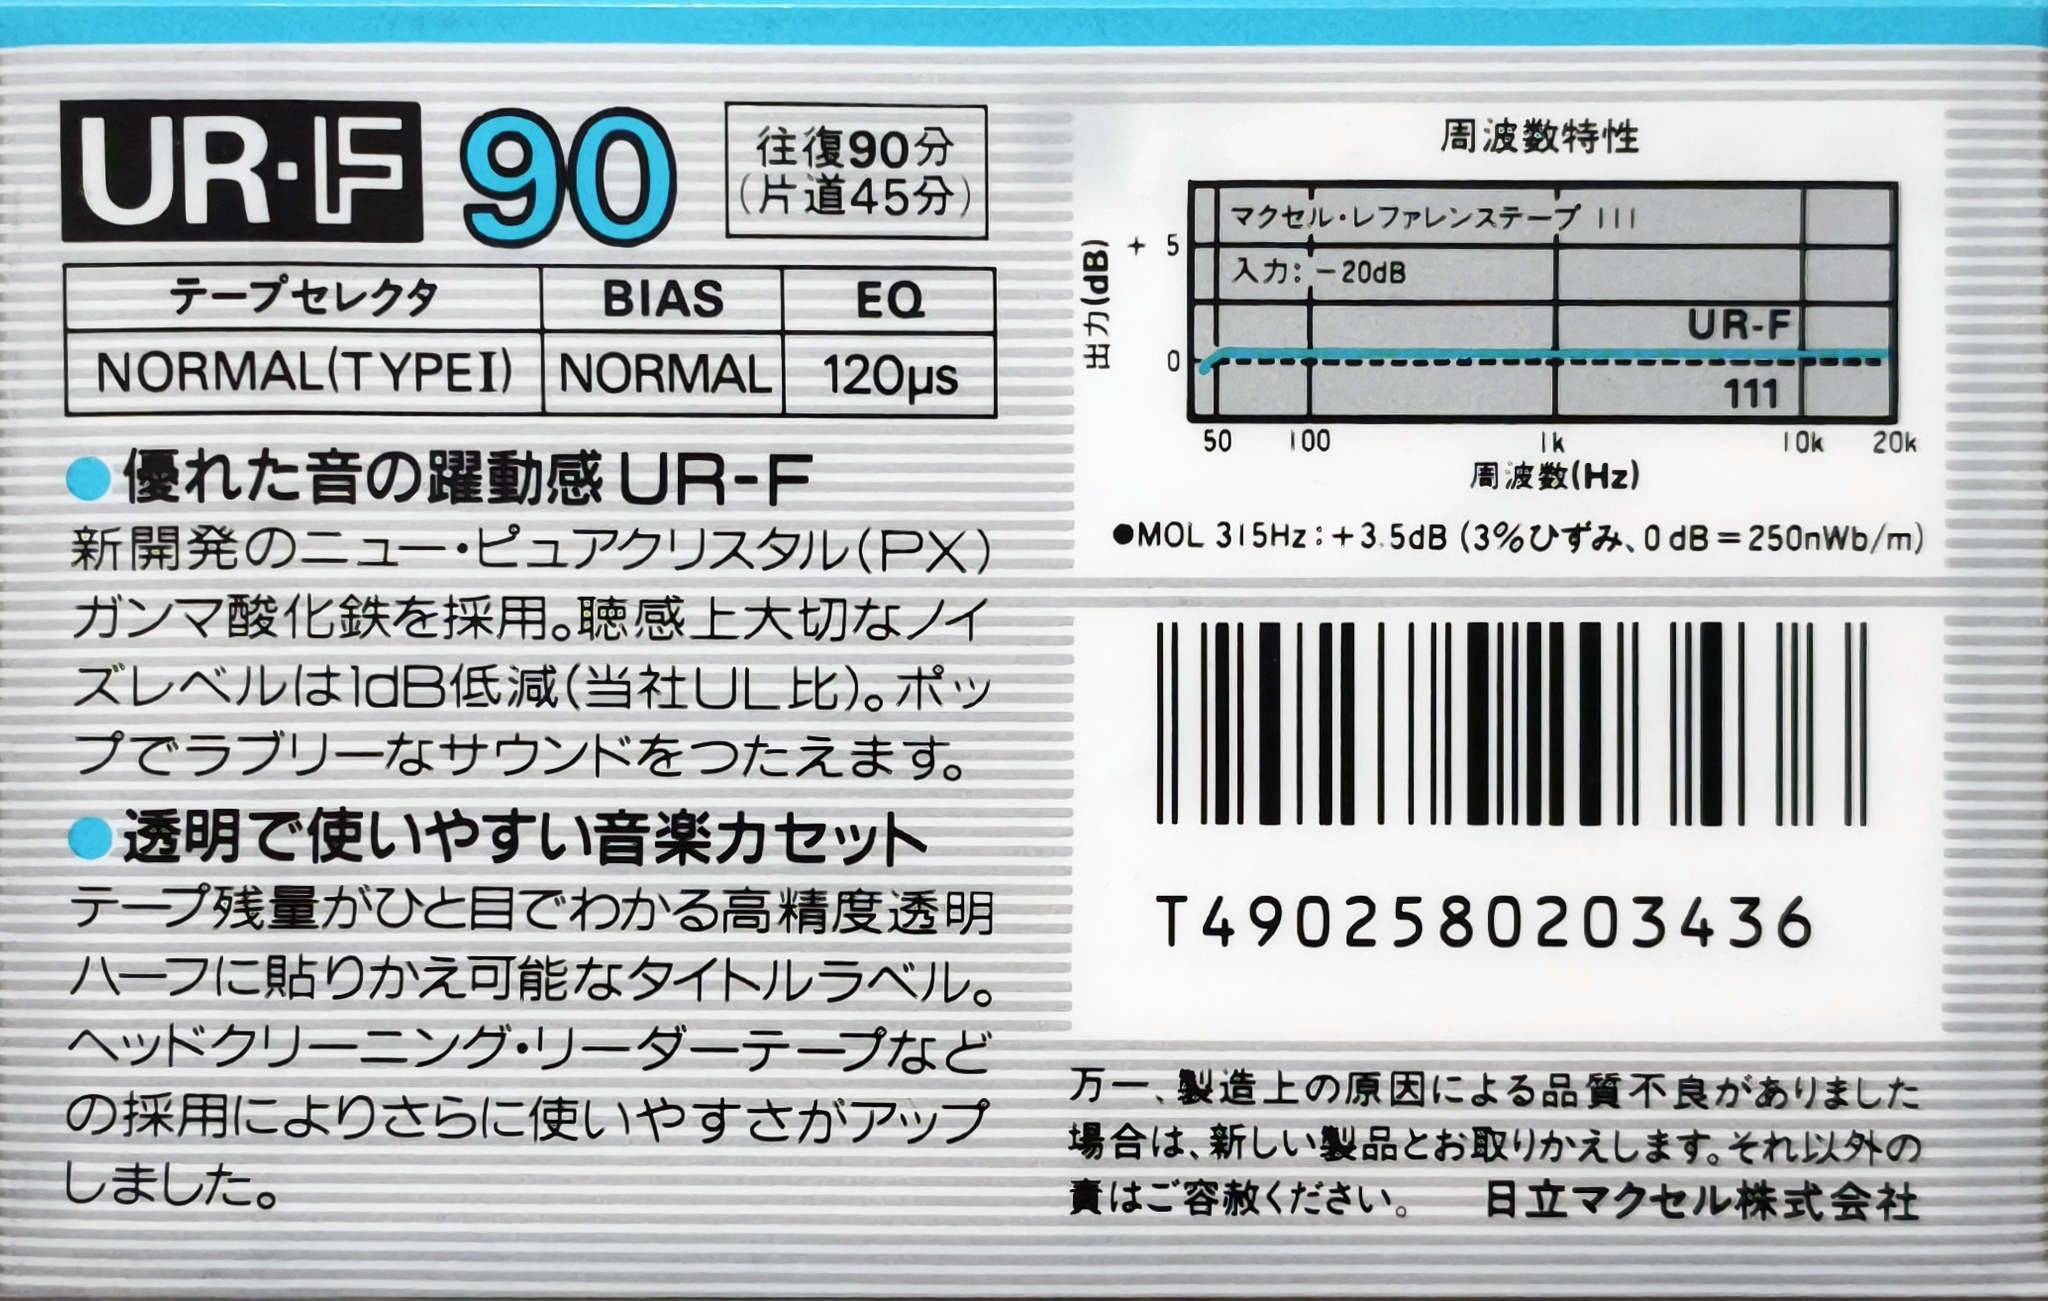 UR·F 90
往復90分
(片道45分)
テープセレクタ BIAS EQ
NORMAL(TYPEⅠ) NORMAL 120μs
●優れた音の躍動感UR-F
新開発のニュー・ピュアクリスタル(PX)
ガンマ酸化鉄を採用。聴感上大切なノイ
ズレベルは1dB低減(当社UL比)。ポッ
プでラブリーなサウンドをつたえます。
●透明で使いやすい音楽カセット
テープ残量がひと目でわかる高精度透明
ハーフに貼りかえ可能なタイトルラベル。
ヘッドクリーニング・リーダーテープなど
の採用によりさらに使いやすさがアップ
しました。
周波数特性
マクセル・レファレンステープ 111
入力: -20dB
出力(dB)
+ 5
0
UR-F
111
50 100 1k 10k 20k
周波数(Hz)
●MOL 315Hz:+3.5dB (3%ひずみ、0dB=250nWb/m)
T4902580203436
万一、製造上の原因による品質不良がありました
場合は、新しい製品とお取りかえします。それ以外の
責はご容赦ください。 日立マクセル株式会社